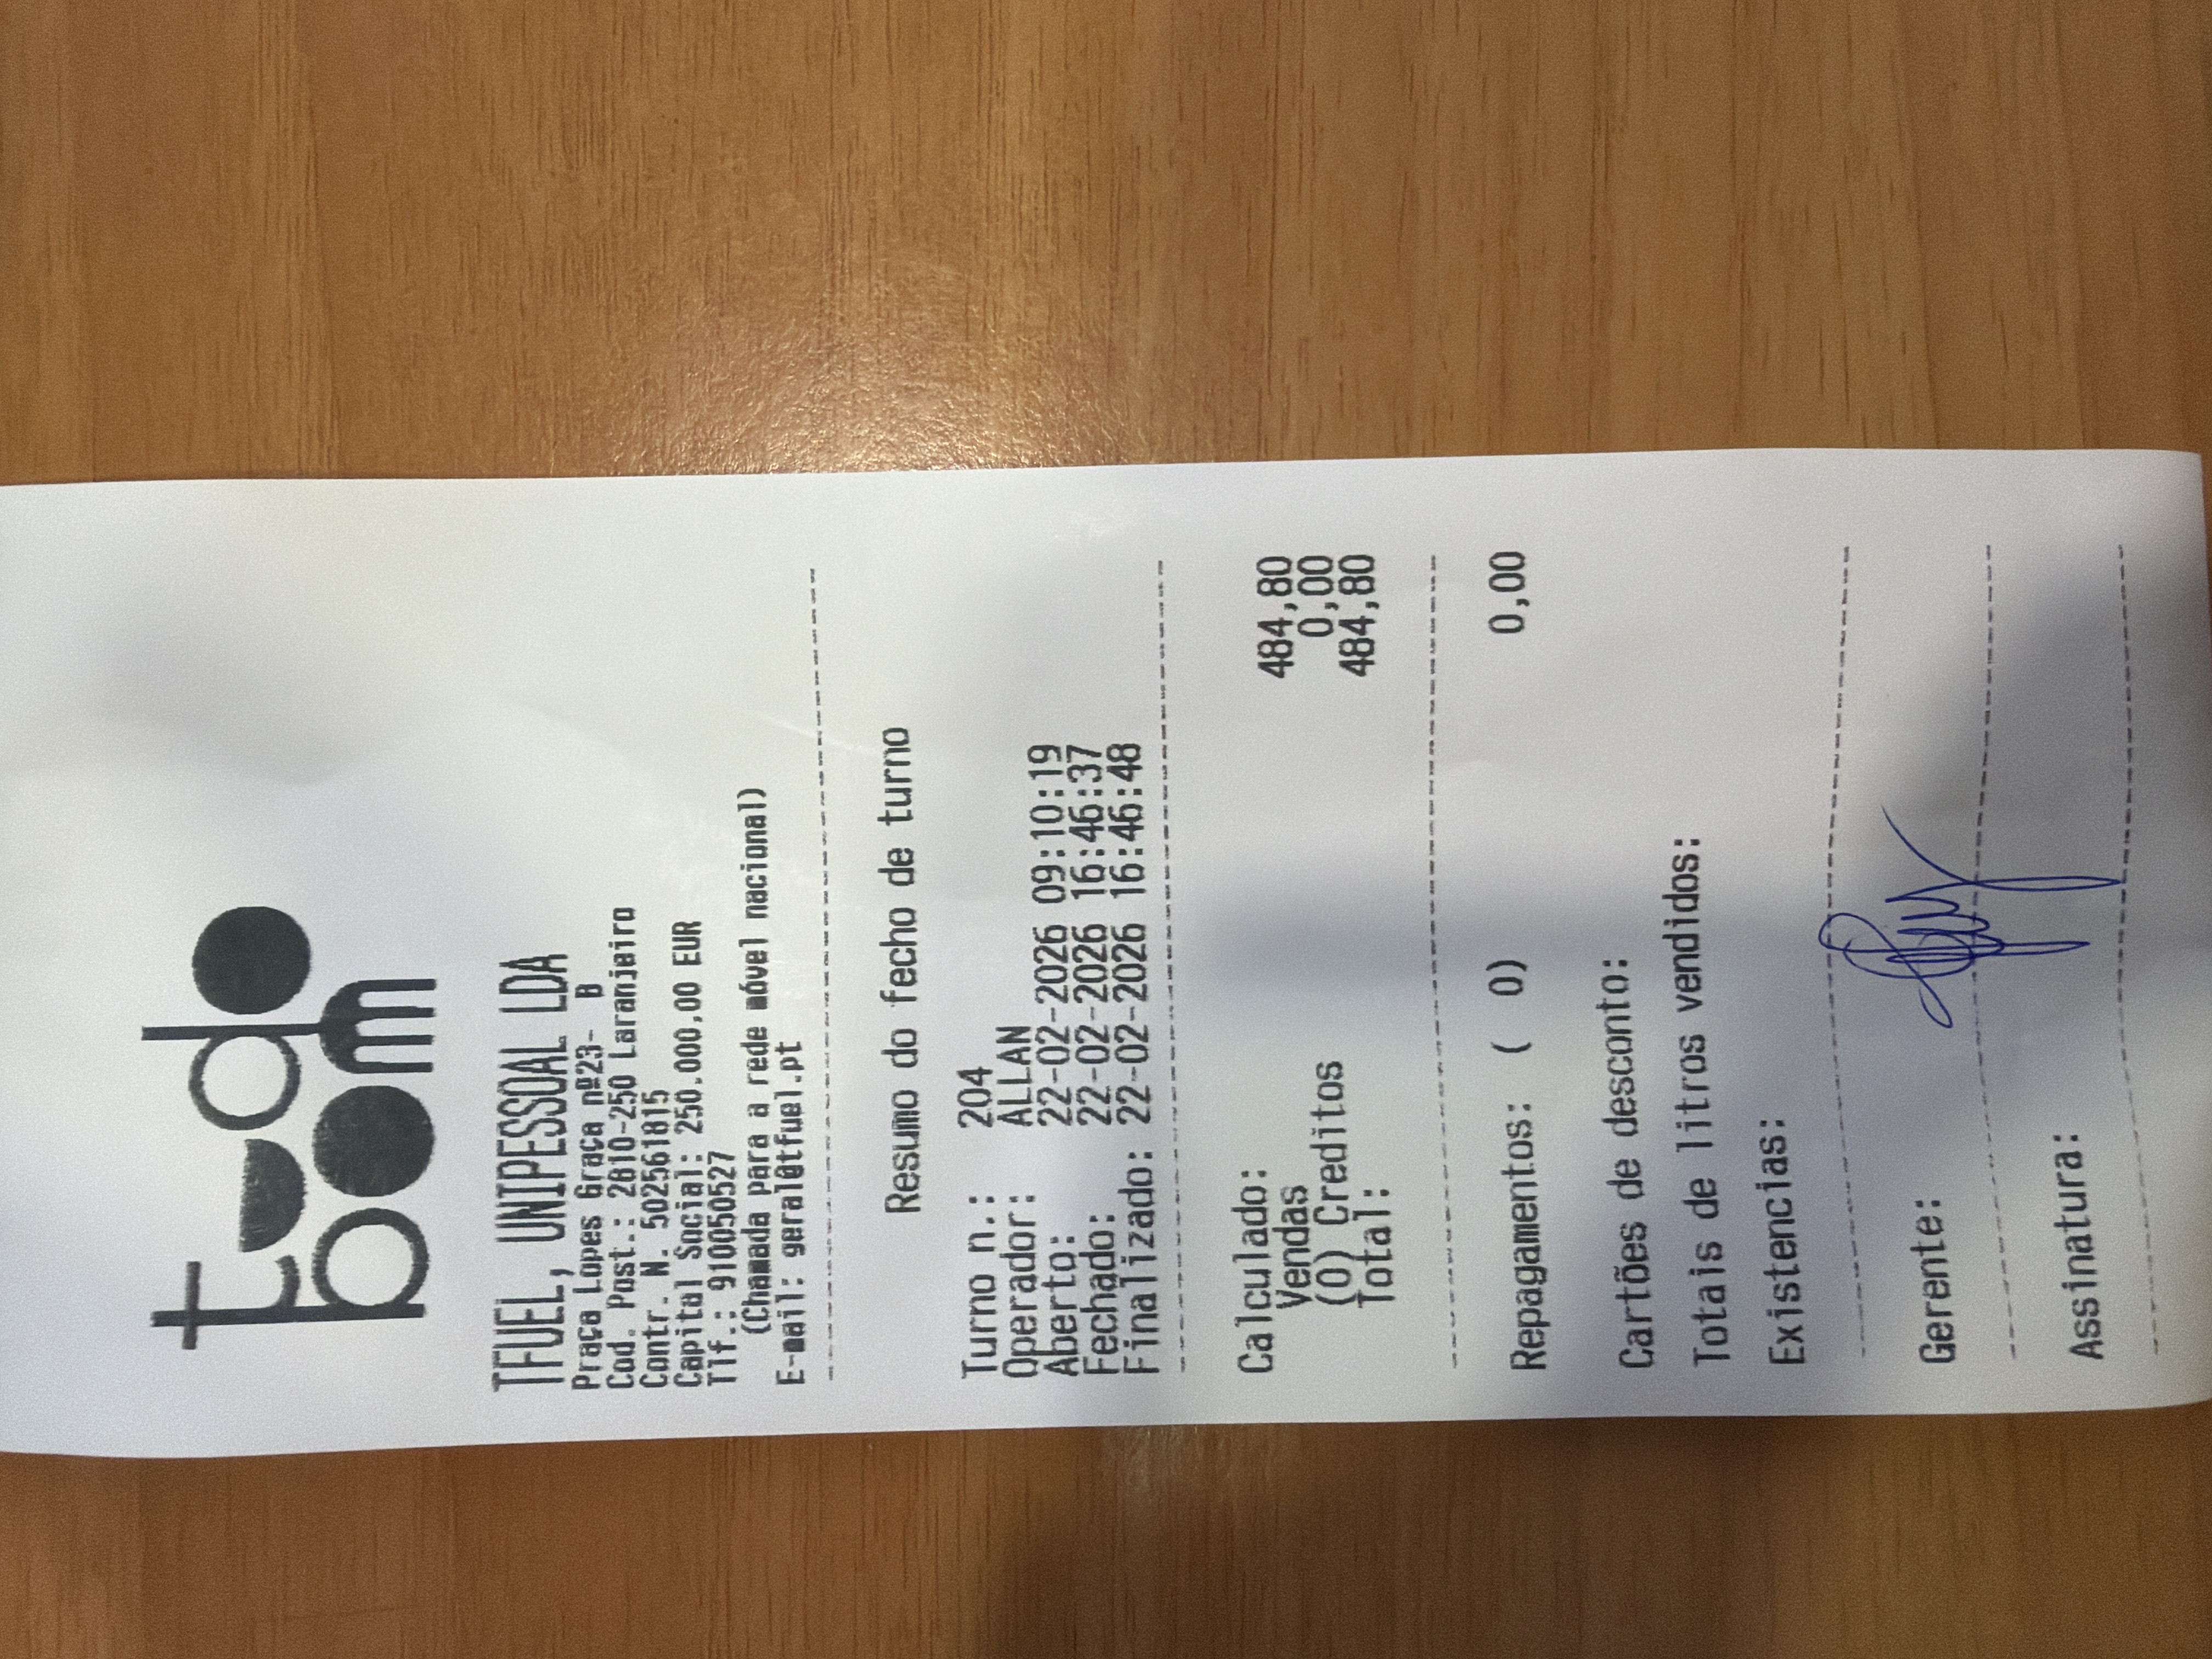 tudo
bom
TFUEL, UNIPESSOAL LDA
Praça Lopes Graça nº23- B
Cod. Post.: 2810-250 Laranjeiro
Contr. N. 502561815
Capital Social: 250.000,00 EUR
Tlf.: 910050527
(Chamada para a rede móvel nacional)
E-mail: geral@tfuel.pt
Resumo do fecho de turno
Turno n.: 204
Operador: ALLAN
Aberto: 22-02-2026 09:10:19
Fechado: 22-02-2026 16:46:37
Finalizado: 22-02-2026 16:46:48
Calculado:
Vendas 484,80
(0) Creditos 0,00
Total: 484,80
Repagamentos: ( 0) 0,00
Cartões de desconto:
Totais de litros vendidos:
Existencias:
Gerente:
Assinatura: